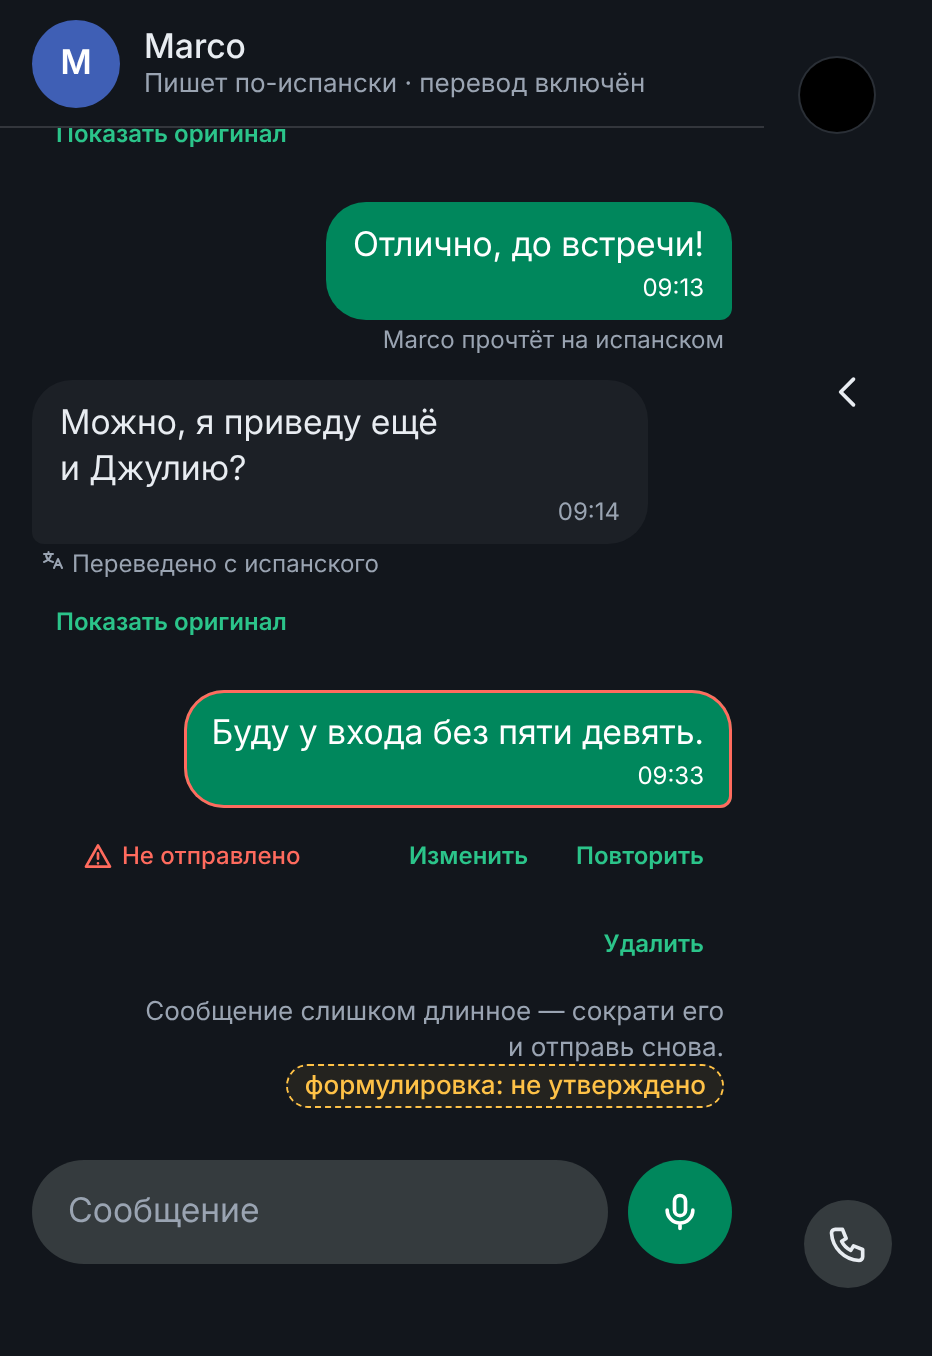 M
Marco
Пишет по-испански · перевод включён
Показать оригинал
Отлично, до встречи!
09:13
Marco прочтёт на испанском
Можно, я приведу ещё
и Джулию?
09:14
Переведено с испанского
Показать оригинал
Буду у входа без пяти девять.
09:33
Не отправлено Изменить Повторить
Удалить
Сообщение слишком длинное — сократи его
и отправь снова.
формулировка: не утверждено
Сообщение